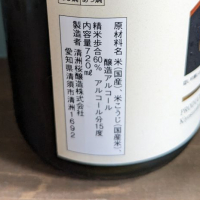 原材料名 米(国産)、米こうじ(国産米)、
醸造アルコール
精米歩合60% アルコール分15度
内容量720ml
製造者 清洲桜醸造株式会社
愛知県清須市清洲1692